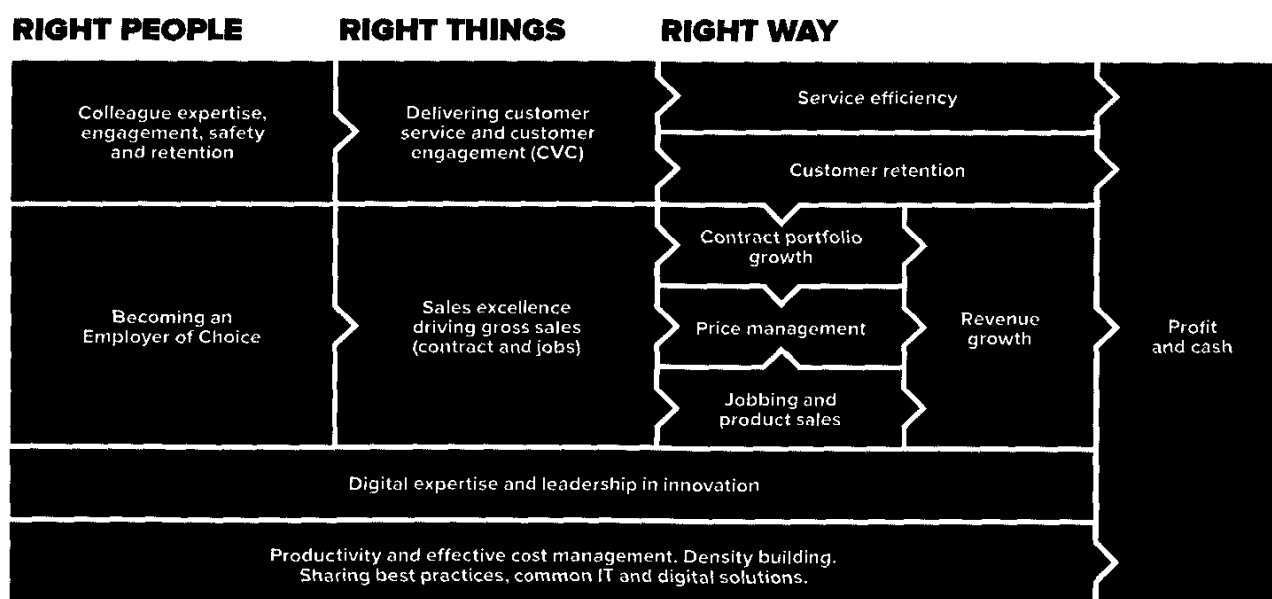 RIGHT PEOPLE
RIGHT THINGS
RIGHT WAY
Colleague expertise,
engagement, safety
and retention
Delivering customer
service and customer
engagement (CVC)
Service efficiency
Customer retention
Becoming an
Employer of Choice
Sales excellence
driving gross sales
(contract and jobs)
Contract portfolio
growth
Price management
Jobbing and
product sales
Revenue
growth
Profit
and cash
Digital expertise and leadership in innovation
Productivity and effective cost management. Density building.
Sharing best practices, common IT and digital solutions.